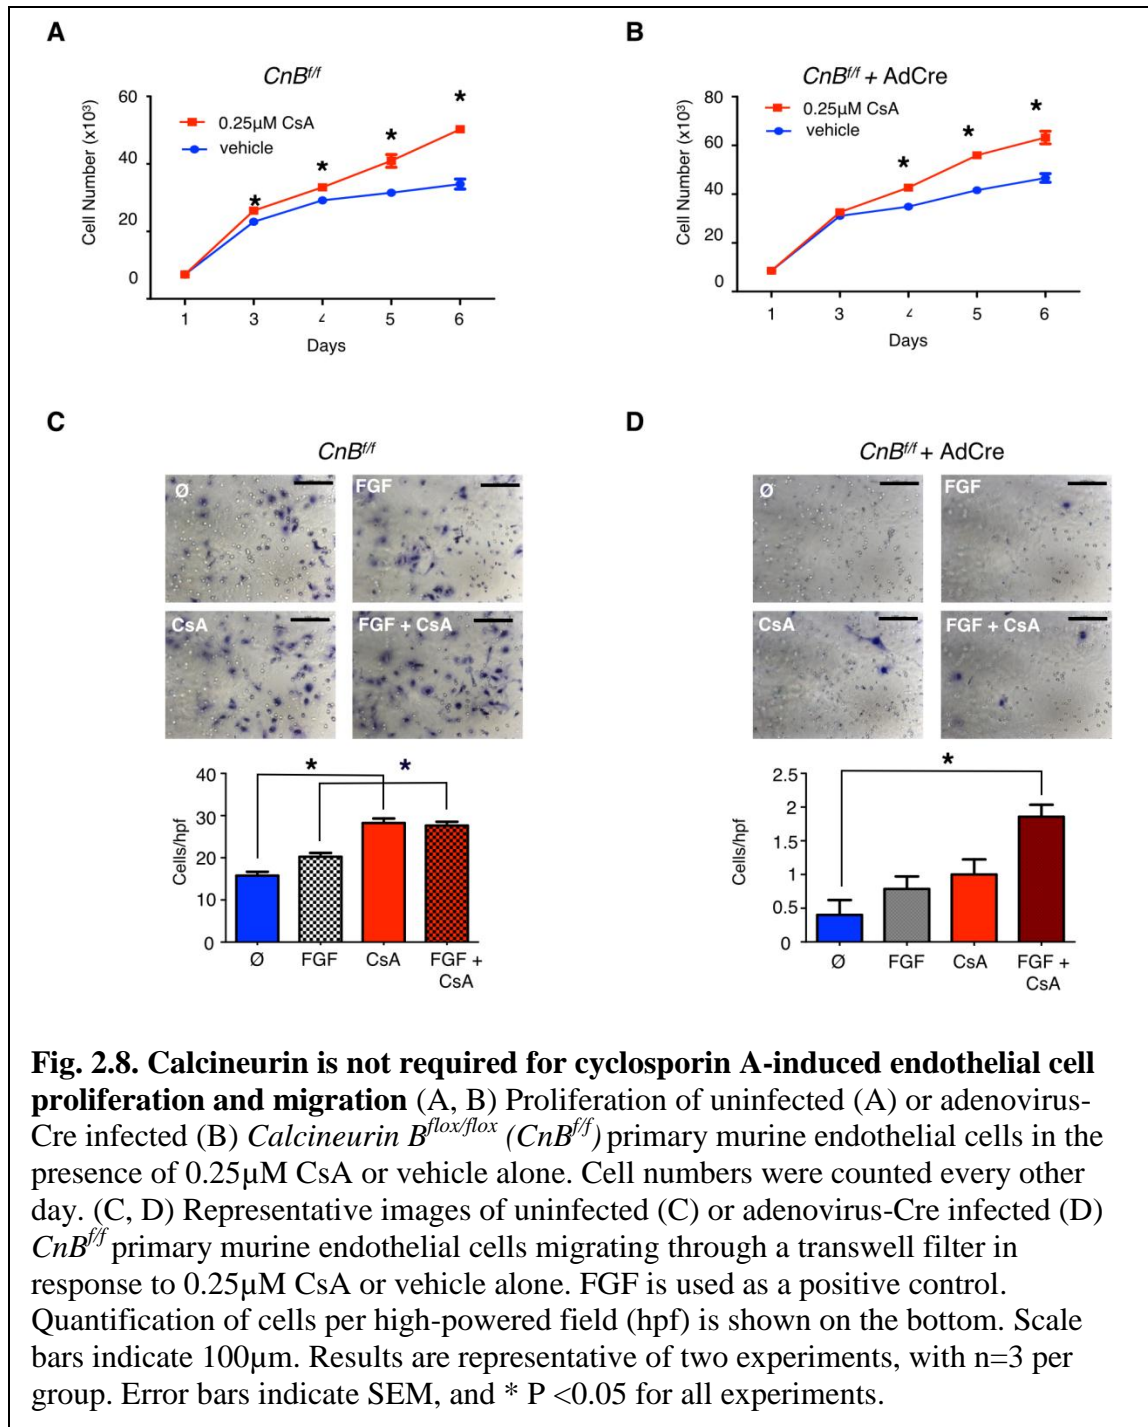 A
CnB^f/f
60
40
20
0
Cell Number (x10³)
0.25µM CsA
vehicle
*
*
*
*
1 3 4 5 6
Days
B
CnB^f/f + AdCre
80
60
40
20
0
Cell Number (x10³)
0.25µM CsA
vehicle
*
*
*
1 3 4 5 6
Days
C
CnB^f/f
Ø
FGF
CsA
FGF + CsA
* *
40
30
20
10
0
Cells/hpf
Ø FGF CsA FGF +
CsA
D
CnB^f/f + AdCre
Ø
FGF
CsA
FGF + CsA
*
2.5
2
1.5
1
0.5
0
Cells/hpf
Ø FGF CsA FGF +
CsA
Fig. 2.8. Calcineurin is not required for cyclosporin A-induced endothelial cell
proliferation and migration (A, B) Proliferation of uninfected (A) or adenovirus-
Cre infected (B) Calcineurin B^flox/flox (CnB^f/f) primary murine endothelial cells in the
presence of 0.25µM CsA or vehicle alone. Cell numbers were counted every other
day. (C, D) Representative images of uninfected (C) or adenovirus-Cre infected (D)
CnB^f/f primary murine endothelial cells migrating through a transwell filter in
response to 0.25µM CsA or vehicle alone. FGF is used as a positive control.
Quantification of cells per high-powered field (hpf) is shown on the bottom. Scale
bars indicate 100µm. Results are representative of two experiments, with n=3 per
group. Error bars indicate SEM, and * P <0.05 for all experiments.